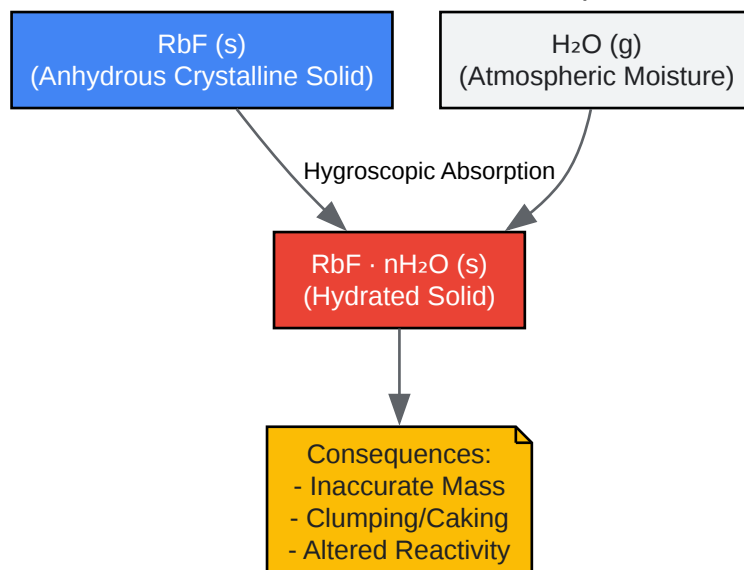 RbF (s)
(Anhydrous Crystalline Solid)
H₂O (g)
(Atmospheric Moisture)
Hygroscopic Absorption
RbF · nH₂O (s)
(Hydrated Solid)
Consequences:
- Inaccurate Mass
- Clumping/Caking
- Altered Reactivity